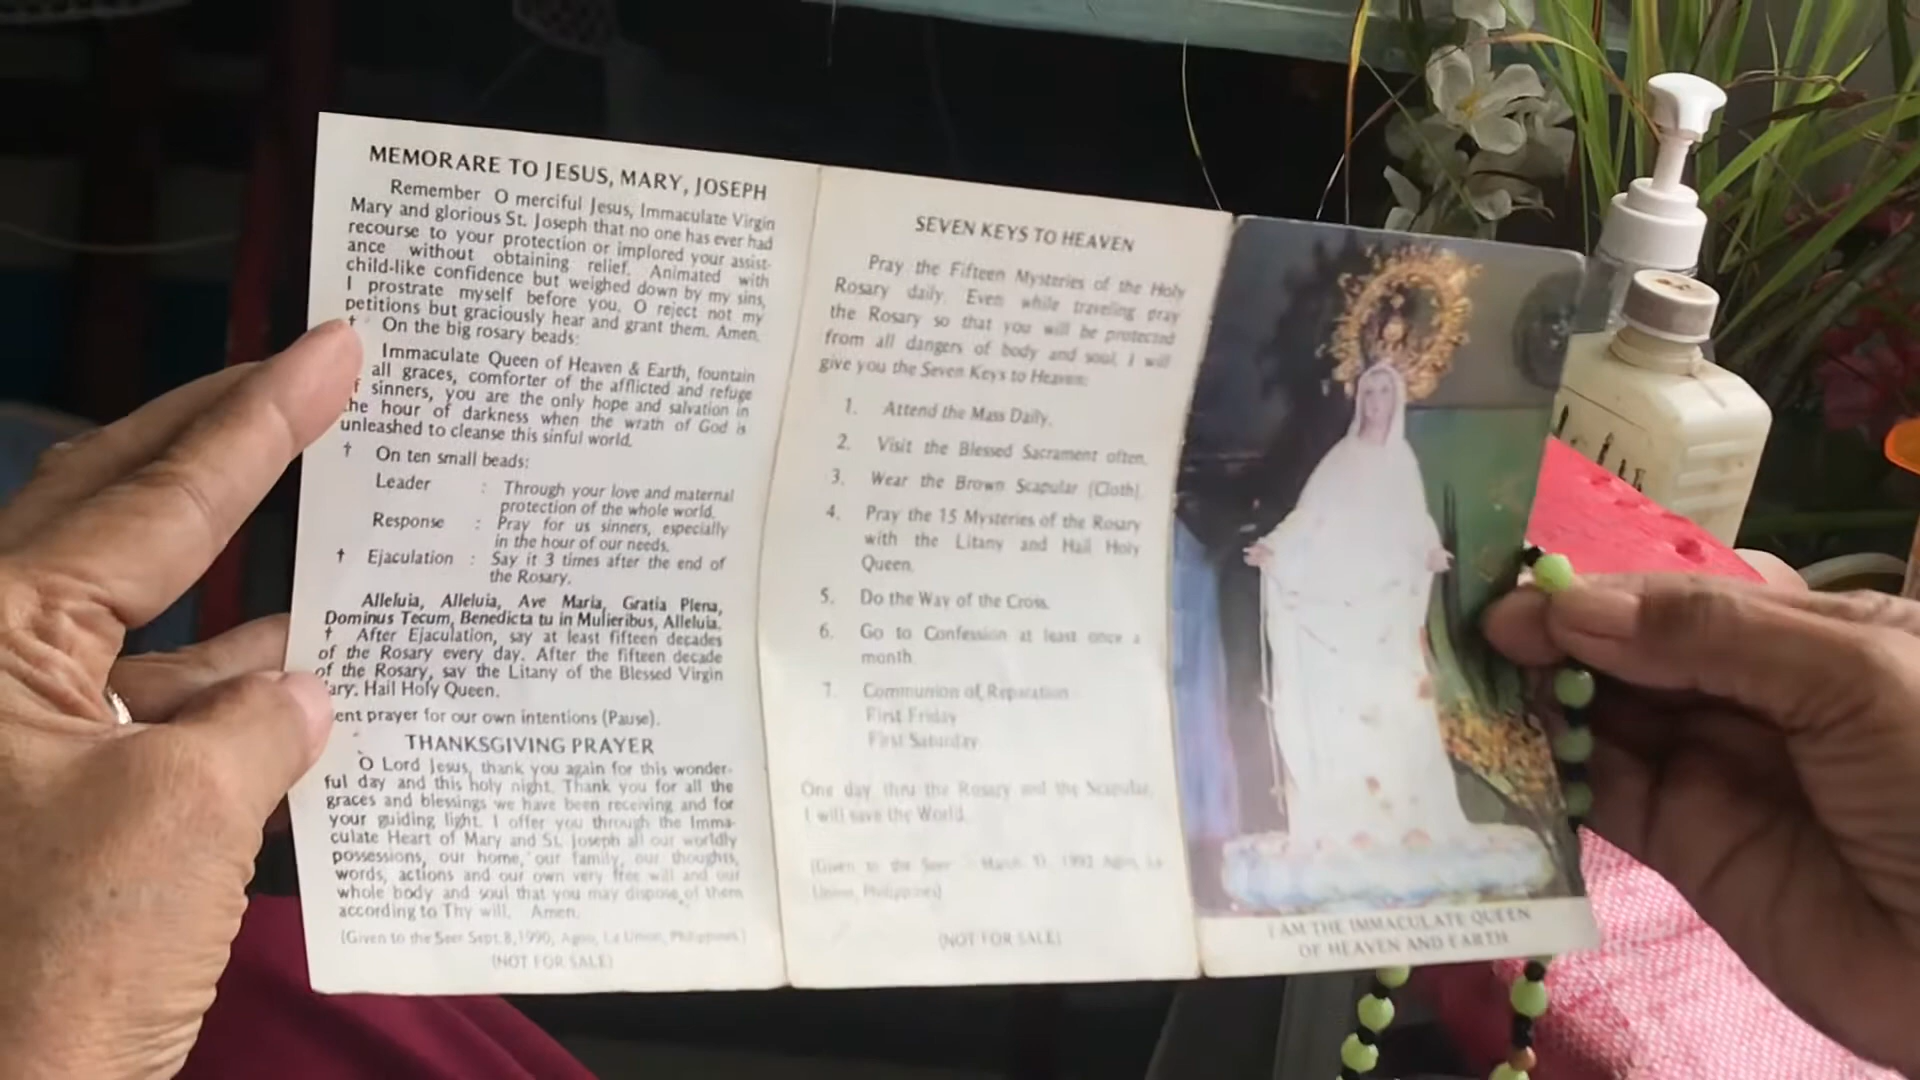 MEMORARE TO JESUS, MARY, JOSEPH
Remember O merciful Jesus, Immaculate Virgin
Mary and glorious St. Joseph that no one has ever had
recourse to your protection or implored your assist-
ance without obtaining relief. Animated with
child-like confidence but weighed down by my sins,
I prostrate myself before you, O reject not my
petitions but graciously hear and grant them. Amen.
† On the big rosary beads:
Immaculate Queen of Heaven & Earth, fountain
all graces, comforter of the afflicted and refuge
f sinners, you are the only hope and salvation in
the hour of darkness when the wrath of God is
unleashed to cleanse this sinful world.
† On ten small beads:
Leader : Through your love and maternal
protection of the whole world.
Response : Pray for us sinners, especially
in the hour of our needs.
† Ejaculation : Say it 3 times after the end of
the Rosary.
Alleluia, Alleluia, Ave Maria, Gratia Plena,
Dominus Tecum, Benedicta tu in Mulieribus, Alleluia.
† After Ejaculation, say at least fifteen decades
of the Rosary every day. After the fifteen decade
of the Rosary, say the Litany of the Blessed Virgin
ary. Hail Holy Queen.
ent prayer for our own intentions (Pause).
THANKSGIVING PRAYER
O Lord Jesus, thank you again for this wonder-
ful day and this holy night. Thank you for all the
graces and blessings we have been receiving and for
your guiding light. I offer you through the Imma-
culate Heart of Mary and St. Joseph all our worldly
possessions, our home, our family, our thoughts,
words, actions and our own very free will and our
whole body and soul that you may dispose of them
according to Thy will. Amen.
(Given to the Seer Sept. 8, 1990, Agoo, La Union, Philippines)
(NOT FOR SALE)
SEVEN KEYS TO HEAVEN
Pray the Fifteen Mysteries of the Holy
Rosary daily. Even while traveling pray
the Rosary so that you will be protected
from all dangers of body and soul. I will
give you the Seven Keys to Heaven:
1. Attend the Mass Daily.
2. Visit the Blessed Sacrament often.
3. Wear the Brown Scapular (Cloth).
4. Pray the 15 Mysteries of the Rosary
with the Litany and Hail Holy
Queen.
5. Do the Way of the Cross.
6. Go to Confession at least once a
month.
7. Communion of Reparation
First Friday
First Saturday
One day thru the Rosary and the Scapular,
I will save the World.
(Given to the Seer March 1993 Agoo, La
Union, Philippines)
(NOT FOR SALE)
I AM THE IMMACULATE QUEEN
OF HEAVEN AND EARTH